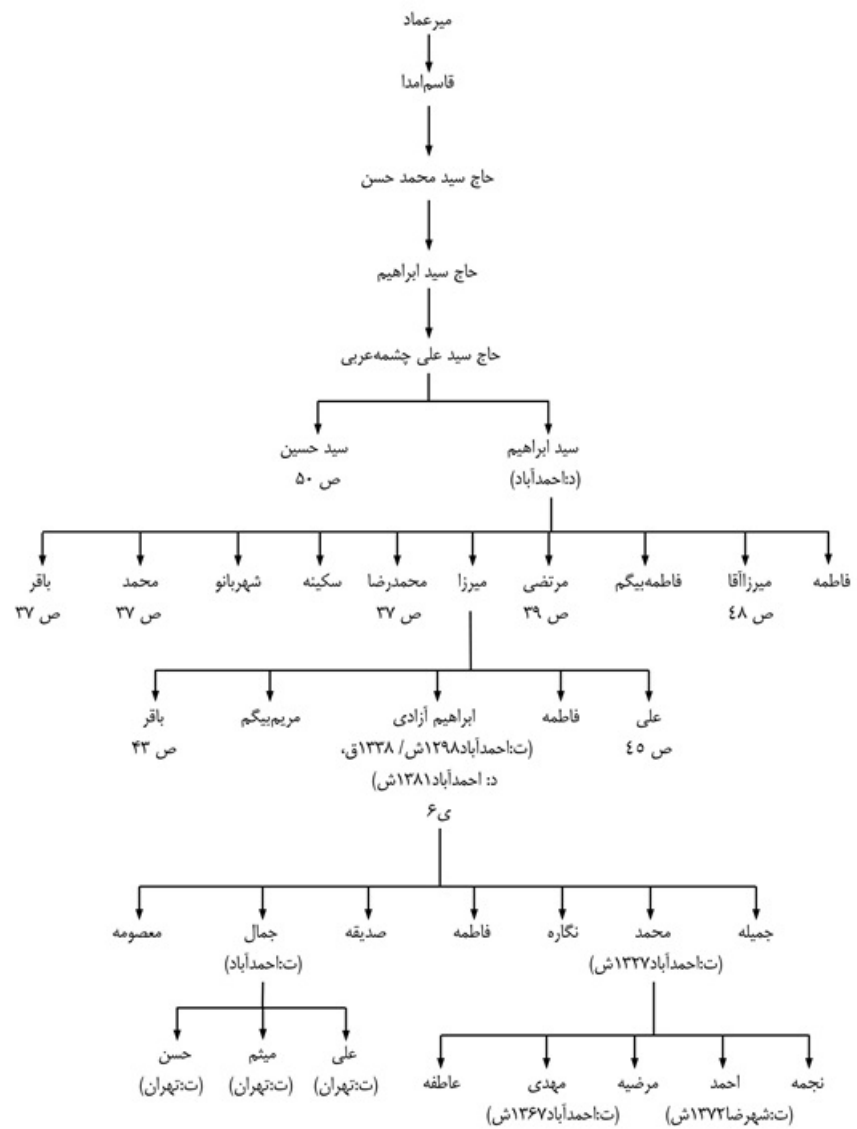 میرعماد
قاسم‌امدا
حاج سید محمد حسن
حاج سید ابراهیم
حاج سید علی چشمه‌عربی
سید ابراهیم
(د:احمدآباد)
سید حسین
ص ۵۰
فاطمه
میرزاآقا
ص ٤٨
فاطمه‌بیگم
مرتضی
ص ۳۹
میرزا
محمدرضا
ص ۳۷
سکینه
شهربانو
محمد
ص ۳۷
باقر
ص ۳۷
علی
ص ٤٥
فاطمه
ابراهیم آزادی
(ت:احمدآباد۱۲۹۸ش/ ۱۳۳۸ق،
د: احمدآباد۱۳۸۱ش)
ی۶
مریم‌بیگم
باقر
ص ۴۳
جمیله
محمد
(ت:احمدآباد۱۳۲۷ش)
نگاره
فاطمه
صدیقه
جمال
(ت:احمدآباد)
معصومه
نجمه
احمد
(ت:شهرضا۱۳۷۲ش)
مرضیه
مهدی
(ت:احمدآباد۱۳۶۷ش)
عاطفه
علی
(ت:تهران)
میثم
(ت:تهران)
حسن
(ت:تهران)